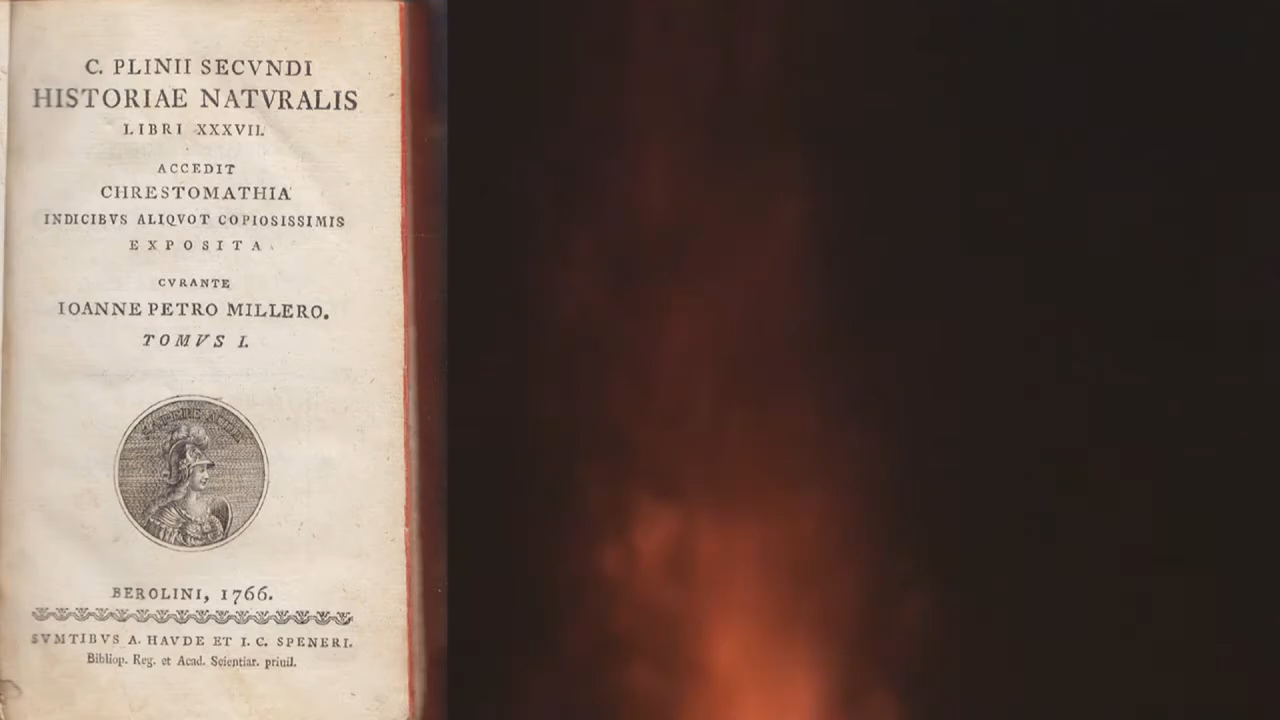 C. PLINII SECVNDI
HISTORIAE NATVRALIS
LIBRI XXXVII.
ACCEDIT
CHRESTOMATHIA
INDICIBVS ALIQVOT COPIOSISSIMIS
EXPOSITA
CVRANTE
IOANNE PETRO MILLERO.
TOMVS I.
BEROLINI, 1766.
SVMTIBVS A. HAVDE ET I. C. SPENERI.
Bibliop. Reg. et Acad. Scientiar. priuil.